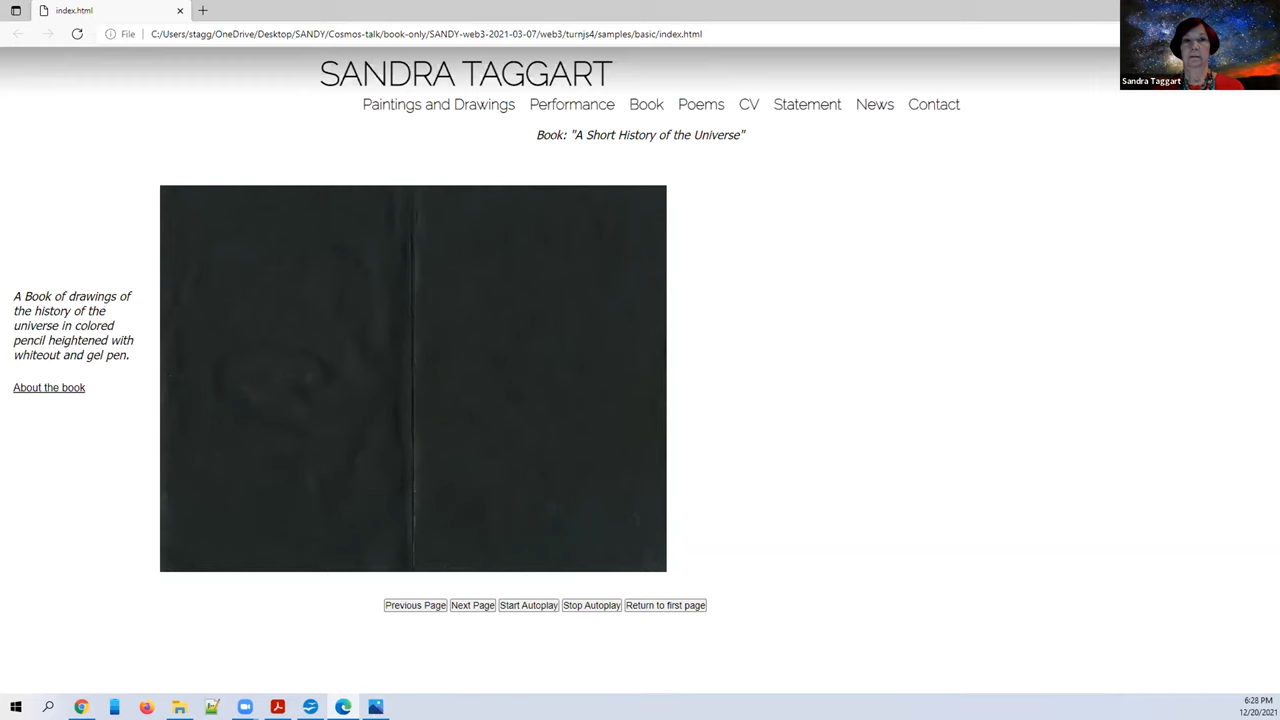 index.html
File
C:/Users/stagg/OneDrive/Desktop/SANDY/Cosmos-talk/book-only/SANDY-web3-2021-03-07/web3/turnjs4/samples/basic/index.html
Sandra Taggart
SANDRA TAGGART
Paintings and Drawings Performance Book Poems CV Statement News Contact
Book: "A Short History of the Universe"
A Book of drawings of
the history of the
universe in colored
pencil heightened with
whiteout and gel pen.
About the book
Previous Page Next Page Start Autoplay Stop Autoplay Return to first page
6:28 PM
12/20/2021